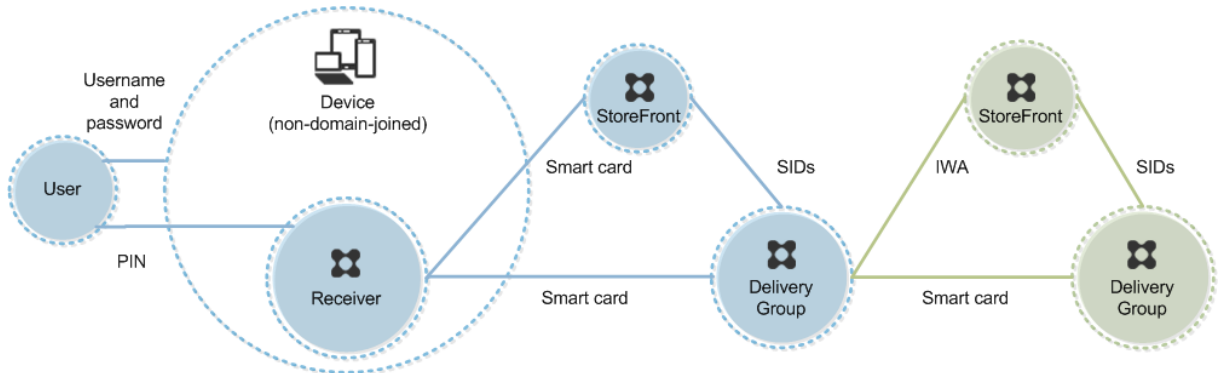 Username
and
password
User
PIN
Device
(non-domain-joined)
Receiver
Smart card
Smart card
StoreFront
SIDs
Delivery
Group
IWA
Smart card
StoreFront
SIDs
Delivery
Group